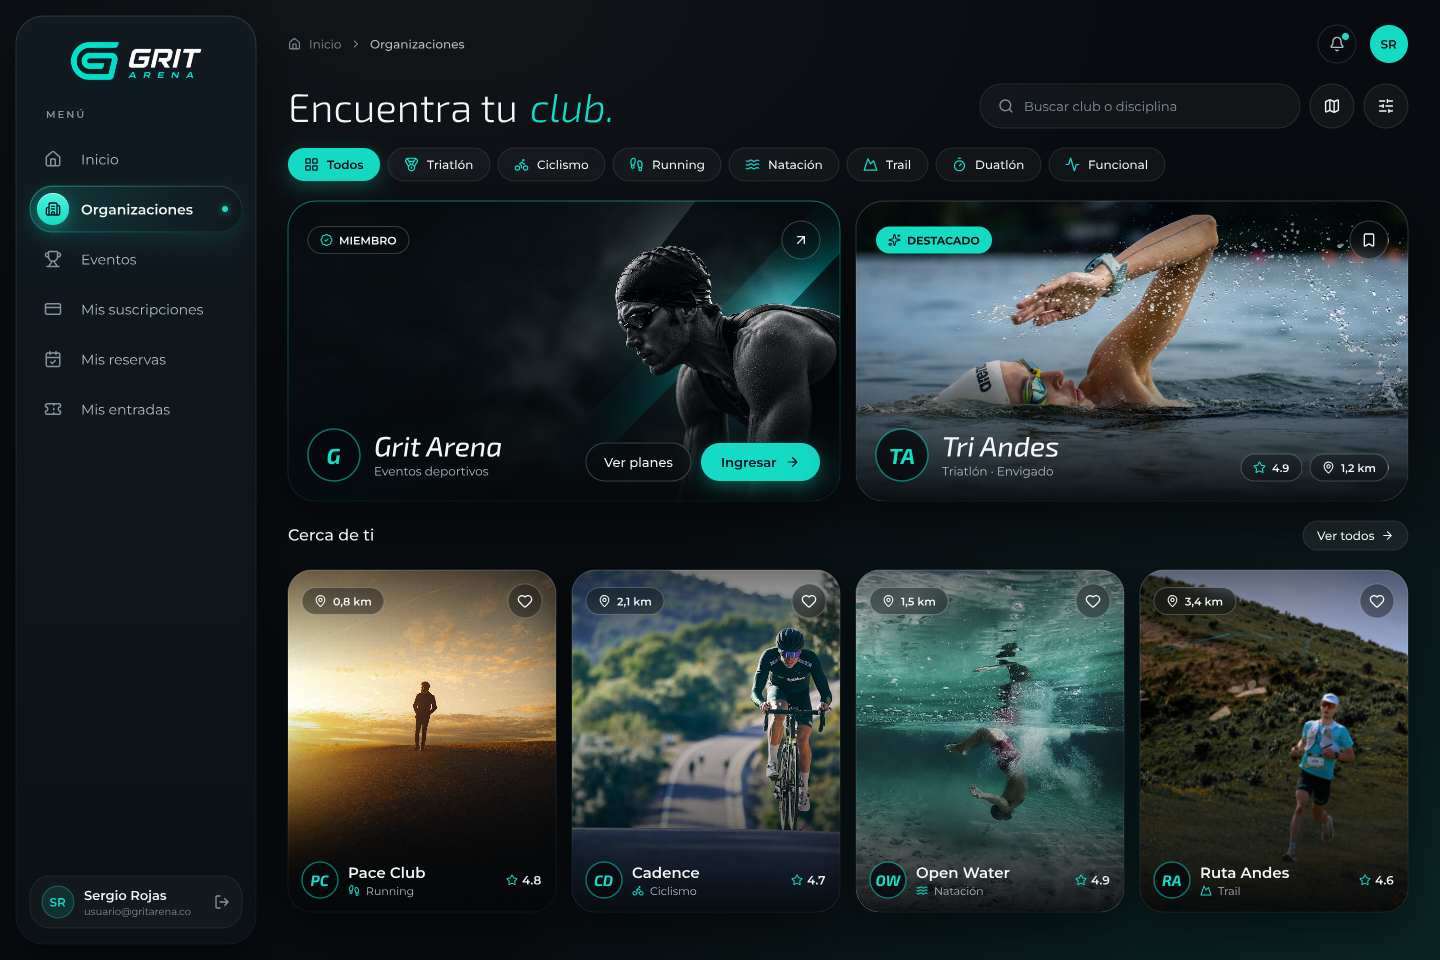 GRIT
ARENA
MENÚ
Inicio
Organizaciones
Eventos
Mis suscripciones
Mis reservas
Mis entradas
SR
Sergio Rojas
usuario@gritarena.co
Inicio > Organizaciones
SR
Encuentra tu club.
Buscar club o disciplina
Todos
Triatlón
Ciclismo
Running
Natación
Trail
Duatlón
Funcional
MIEMBRO
G
Grit Arena
Eventos deportivos
Ver planes
Ingresar
DESTACADO
arena
TA
Tri Andes
Triatlón · Envigado
4.9
1,2 km
Cerca de ti
Ver todos
0,8 km
PC
Pace Club
Running
4.8
2,1 km
CD
Cadence
Ciclismo
4.7
1,5 km
OW
Open Water
Natación
4.9
3,4 km
RA
Ruta Andes
Trail
4.6